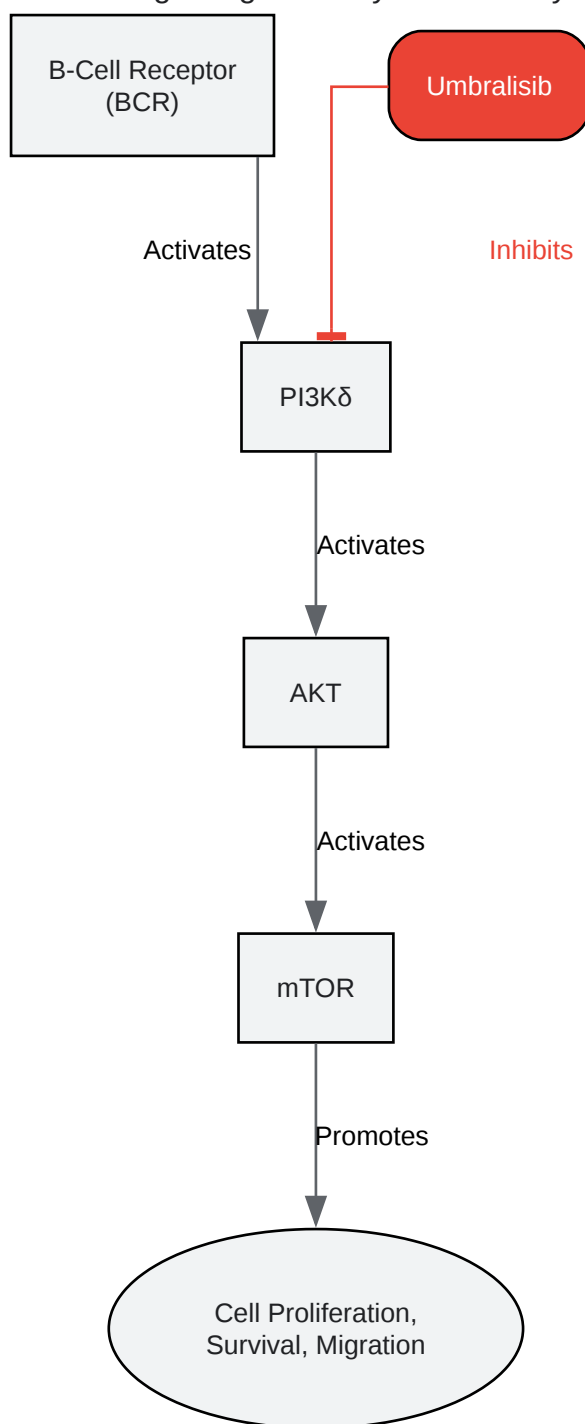 B-Cell Receptor
(BCR)
Umbralisib
Activates
Inhibits
PI3Kδ
Activates
AKT
Activates
mTOR
Promotes
Cell Proliferation,
Survival, Migration